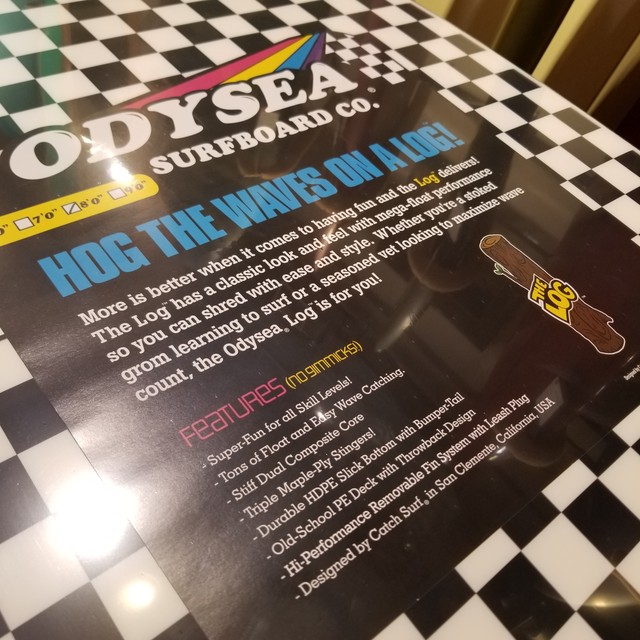 ODYSEA
SURFBOARD CO.®
7'0" 8'0" 9'0"
HOG THE WAVES ON A LOG!
More is better when it comes to having fun and the Log™ delivers!
The Log™ has a classic look and feel with mega-float performance
so you can shred with ease and style. Whether you're a stoked
grom learning to surf or a seasoned vet looking to maximize wave
count, the Odysea® Log™ is for you!
THE
LOG
FEATURES (NO GIMMICKS!)
- Super-Fun for all Skill Levels!
- Tons of Float and Easy Wave Catching.
- Stiff Dual Composite Core
- Triple Maple-Ply™ Stingers!
- Durable HDPE Slick Bottom with BumperTail
- Old-School PE Deck with Throwback Design
- Hi-Performance Removable Fin System with Leash Plug
- Designed by Catch Surf® in San Clemente, California, USA